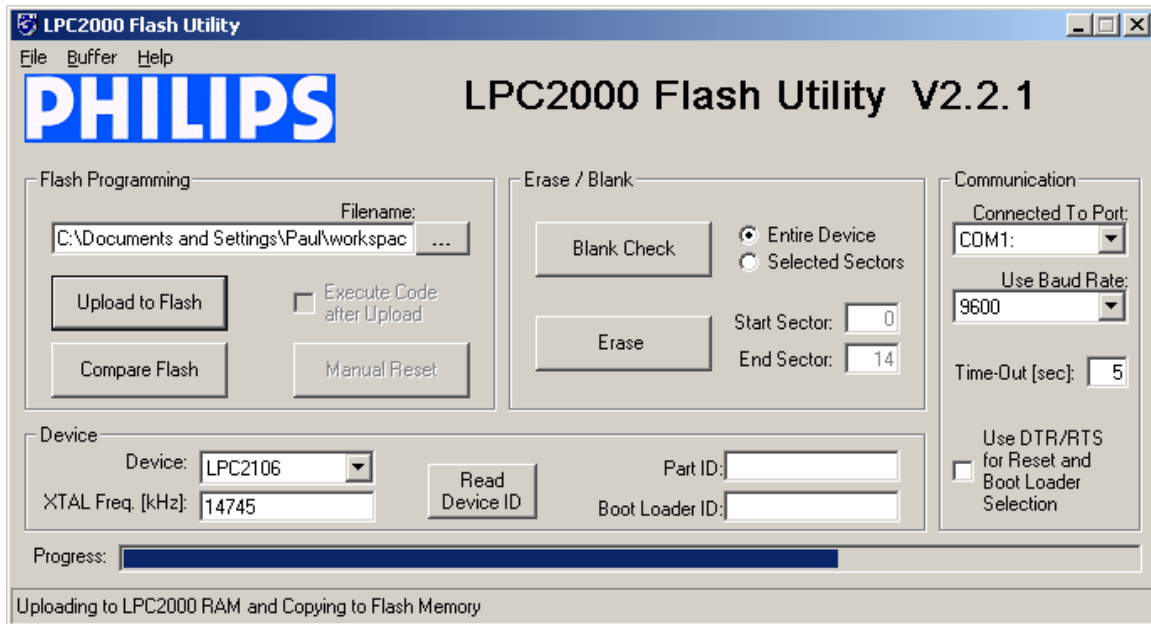 LPC2000 Flash Utility
File Buffer Help
PHILIPS
LPC2000 Flash Utility V2.2.1
Flash Programming
Filename:
C:\Documents and Settings\Paul\workspac
...
Upload to Flash
Execute Code
after Upload
Compare Flash
Manual Reset
Erase / Blank
Blank Check
Entire Device
Selected Sectors
Erase
Start Sector: 0
End Sector: 14
Communication
Connected To Port:
COM1:
Use Baud Rate:
9600
Time-Out [sec]: 5
Use DTR/RTS
for Reset and
Boot Loader
Selection
Device
Device: LPC2106
XTAL Freq. [kHz]: 14745
Read
Device ID
Part ID:
Boot Loader ID:
Progress:
Uploading to LPC2000 RAM and Copying to Flash Memory